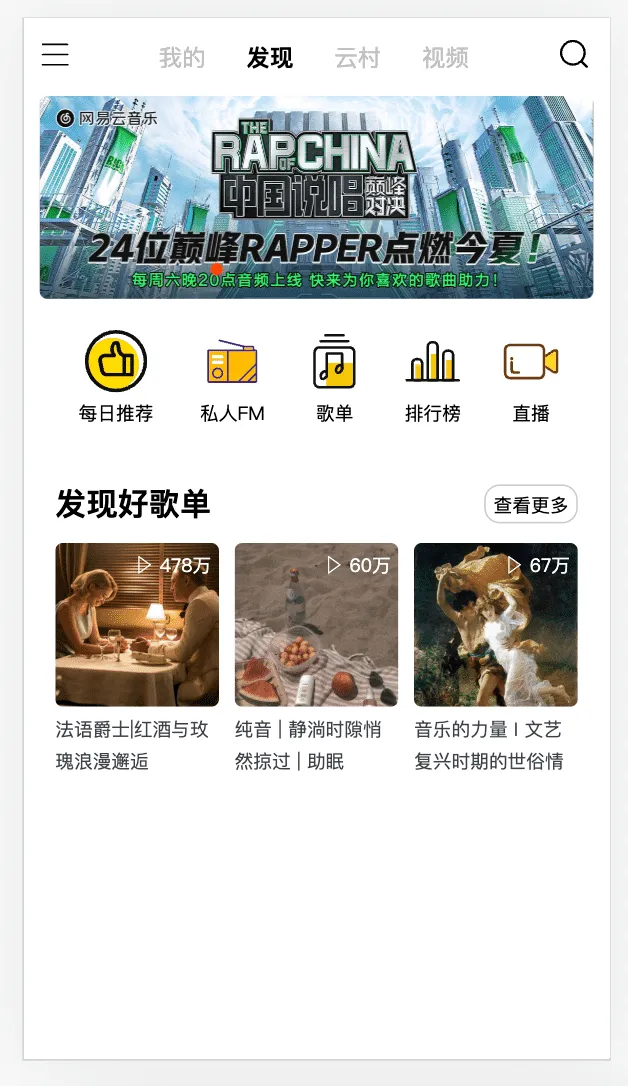 我的 发现 云村 视频
网易云音乐
THE
RAP OF CHINA
中国说唱 巅峰对决
24位巅峰RAPPER点燃今夏!
每周六晚20点音频上线 快来为你喜欢的歌曲助力!
每日推荐 私人FM 歌单 排行榜 直播
发现好歌单 查看更多
478万 60万 67万
法语爵士|红酒与玫
瑰浪漫邂逅
纯音 | 静淌时隙悄
然掠过 | 助眠
音乐的力量 I 文艺
复兴时期的世俗情